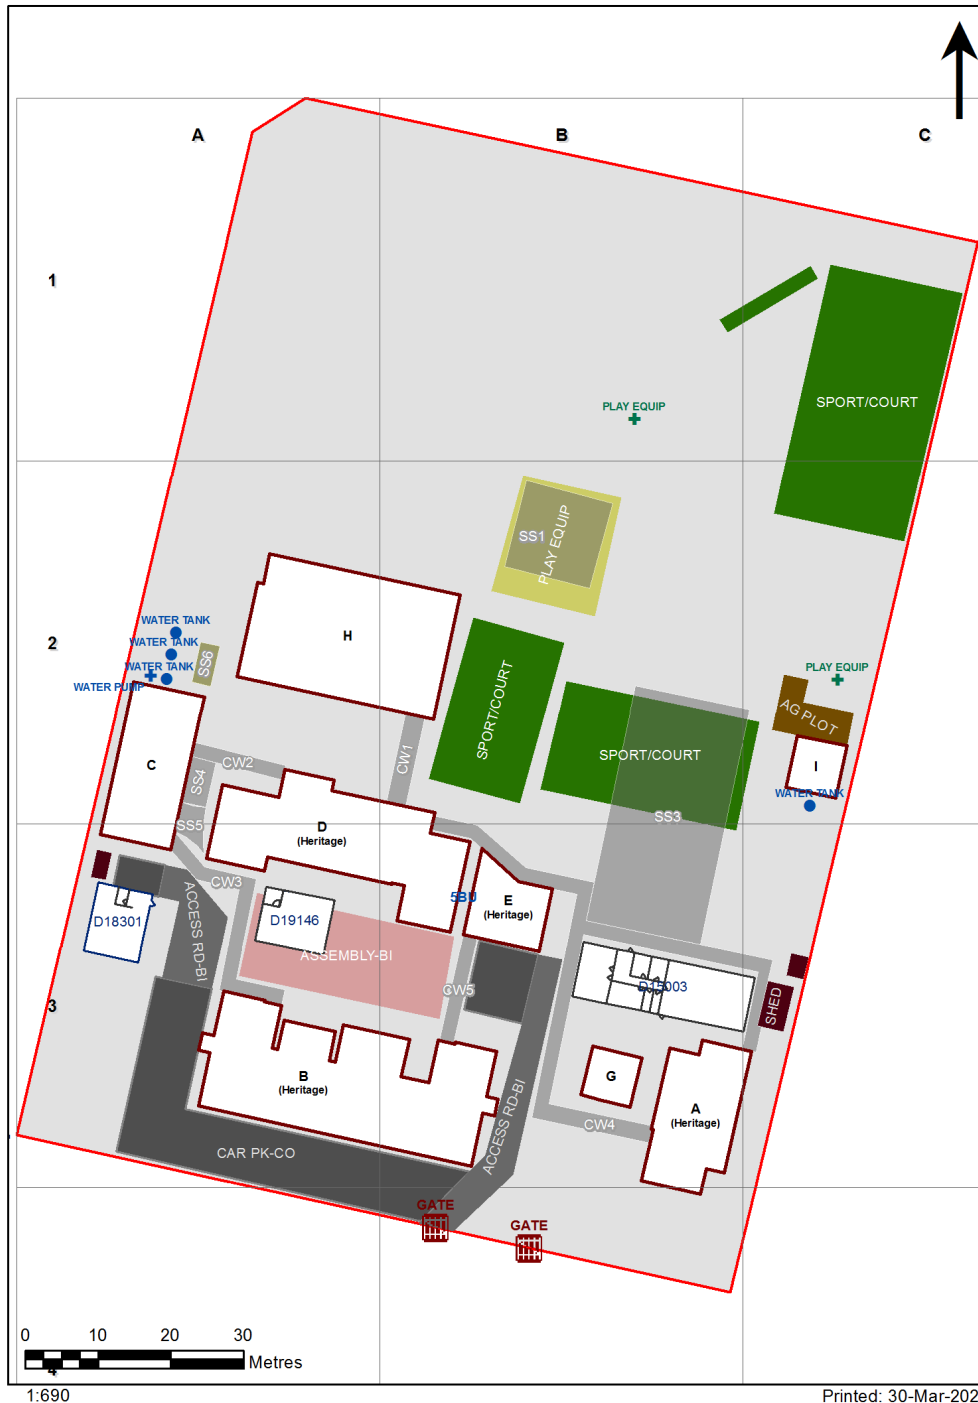 A
B
C
1
SPORT/COURT
PLAY EQUIP
SS1
PLAY EQUIP
WATER TANK
WATER TANK
WATER TANK
WATER PUMP
SS6
H
2
SPORT/COURT
SPORT/COURT
PLAY EQUIP
AG PLOT
I
WATER TANK
C
CW2
CW1
SS4
SS5
SS3
D
(Heritage)
CW3
5BU
E
(Heritage)
D18301
ACCESS RD-BI
D19146
ASSEMBLY-BI
CW5
D15003
SHED
3
B
(Heritage)
G
A
(Heritage)
CW4
ACCESS RD-BI
CAR PK-CO
GATE
GATE
0 10 20 30
Metres
4
1:690
Printed: 30-Mar-202